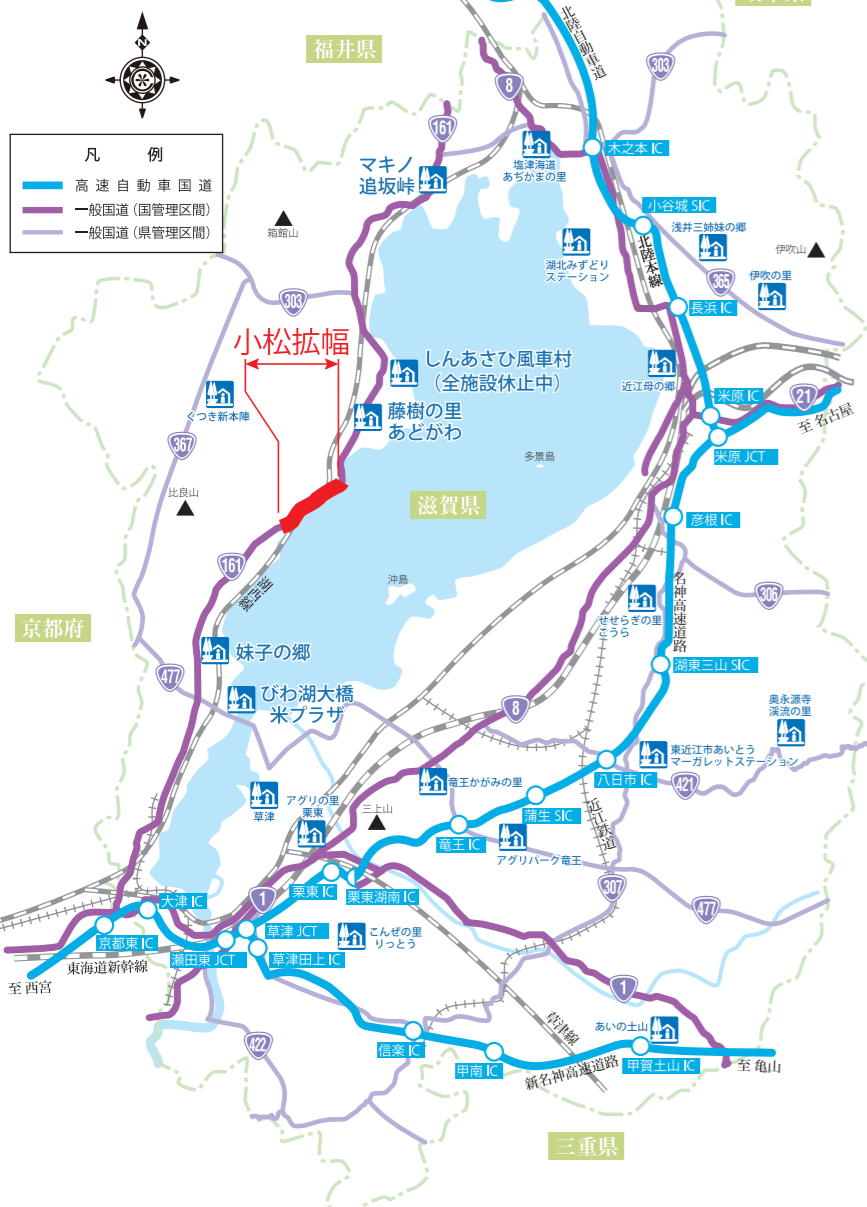 北陸自動車道
福井県
N
303
8
161
凡　例
高速自動車国道
一般国道（国管理区間）
一般国道（県管理区間）
木之本 IC
塩津海道
あぢかまの里
マキノ
追坂峠
小谷城 SIC
浅井三姉妹の郷
箱館山
北陸本線
湖北みずどり
ステーション
伊吹山
365
伊吹の里
303
長浜 IC
小松拡幅
しんあさひ風車村
（全施設休止中）
近江母の郷
くつき新本陣
藤樹の里
あどがわ
米原 IC
21
至 名古屋
367
米原 JCT
多景島
比良山
滋賀県
彦根 IC
161
湖西線
沖島
名神高速道路
306
せせらぎの里
こうら
京都府
妹子の郷
477
湖東三山 SIC
びわ湖大橋
米プラザ
8
奥永源寺
渓流の里
東近江市あいとう
マーガレットステーション
八日市 IC
421
竜王かがみの里
草津
アグリの里
栗東
三上山
蒲生 SIC
近江鉄道
竜王 IC
アグリパーク竜王
栗東 IC
栗東湖南 IC
307
477
大津 IC
1
京都東 IC
草津 JCT
こんぜの里
りっとう
瀬田東 JCT
草津田上 IC
東海道新幹線
至 西宮
1
草津線
あいの土山
422
信楽 IC
甲南 IC
新名神高速道路
甲賀土山 IC
至 亀山
三重県